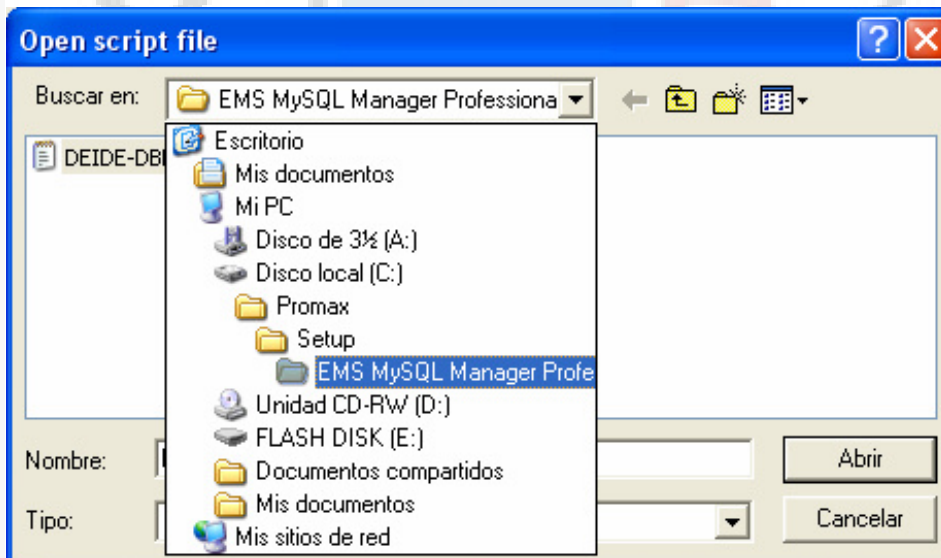 Open script file
Buscar en: EMS MySQL Manager Professiona
Escritorio
DEIDE-DB
Mis documentos
Mi PC
Disco de 3½ (A:)
Disco local (C:)
Promax
Setup
EMS MySQL Manager Profe
Unidad CD-RW (D:)
FLASH DISK (E:)
Nombre: Abrir
Documentos compartidos
Mis documentos
Tipo: Cancelar
Mis sitios de red